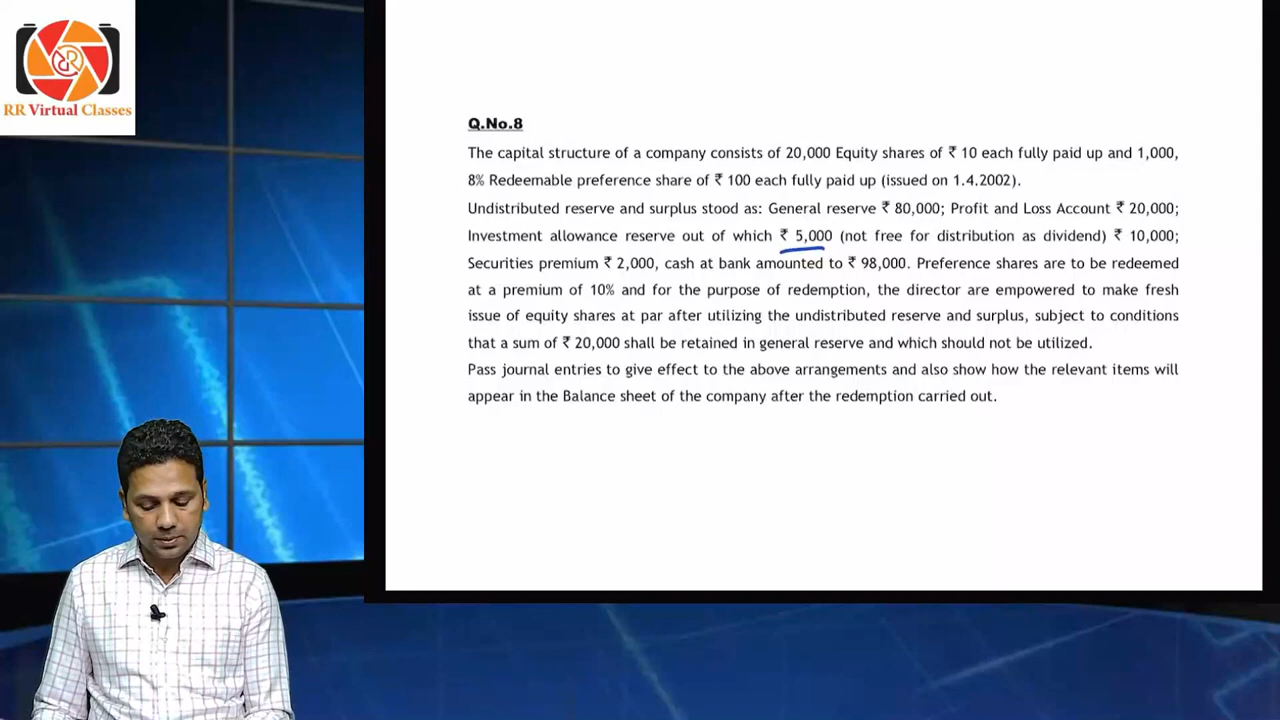 RR Virtual Classes
Q.No.8
The capital structure of a company consists of 20,000 Equity shares of ₹ 10 each fully paid up and 1,000,
8% Redeemable preference share of ₹ 100 each fully paid up (issued on 1.4.2002).
Undistributed reserve and surplus stood as: General reserve ₹ 80,000; Profit and Loss Account ₹ 20,000;
Investment allowance reserve out of which ₹ 5,000 (not free for distribution as dividend) ₹ 10,000;
Securities premium ₹ 2,000, cash at bank amounted to ₹ 98,000. Preference shares are to be redeemed
at a premium of 10% and for the purpose of redemption, the director are empowered to make fresh
issue of equity shares at par after utilizing the undistributed reserve and surplus, subject to conditions
that a sum of ₹ 20,000 shall be retained in general reserve and which should not be utilized.
Pass journal entries to give effect to the above arrangements and also show how the relevant items will
appear in the Balance sheet of the company after the redemption carried out.